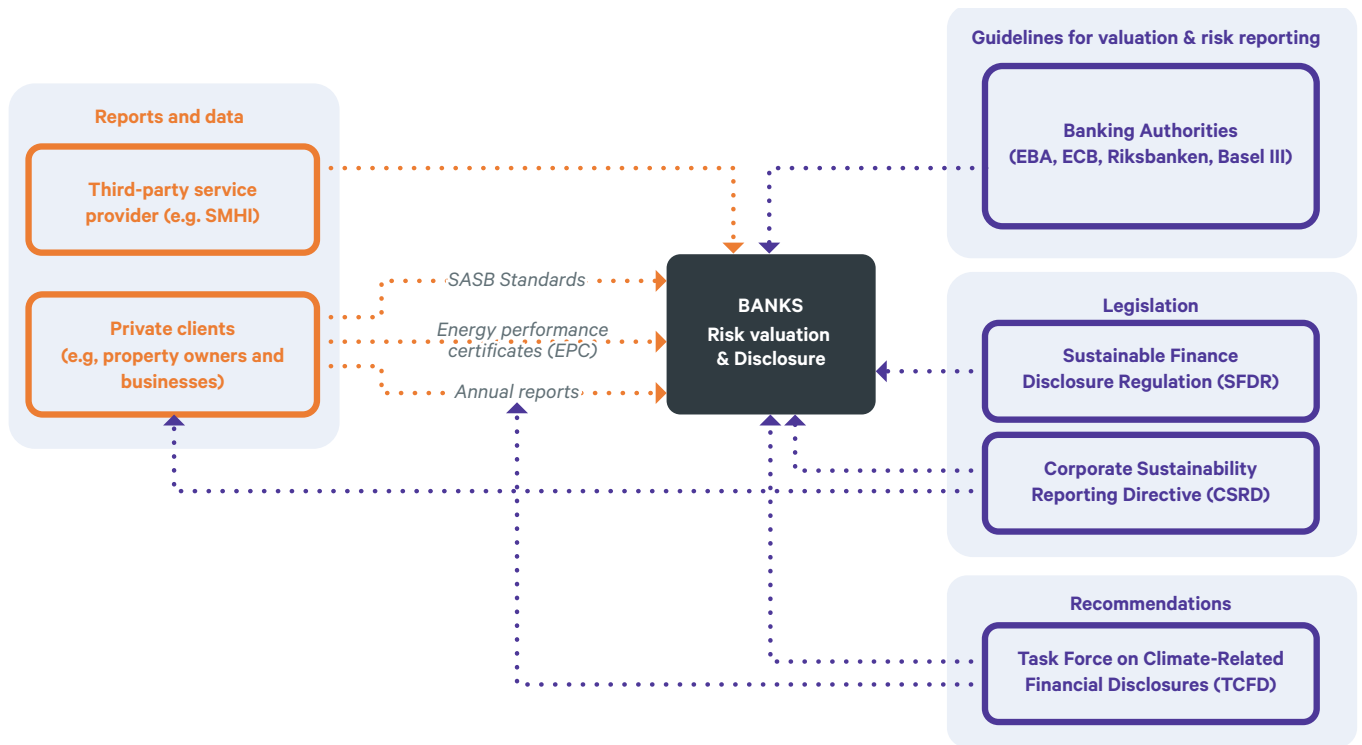 Reports and data
Third-party service
provider (e.g. SMHI)
Private clients
(e.g, property owners and
businesses)
SASB Standards
Energy performance
certificates (EPC)
Annual reports
BANKS
Risk valuation
& Disclosure
Guidelines for valuation & risk reporting
Banking Authorities
(EBA, ECB, Riksbanken, Basel III)
Legislation
Sustainable Finance
Disclosure Regulation (SFDR)
Corporate Sustainability
Reporting Directive (CSRD)
Recommendations
Task Force on Climate-Related
Financial Disclosures (TCFD)